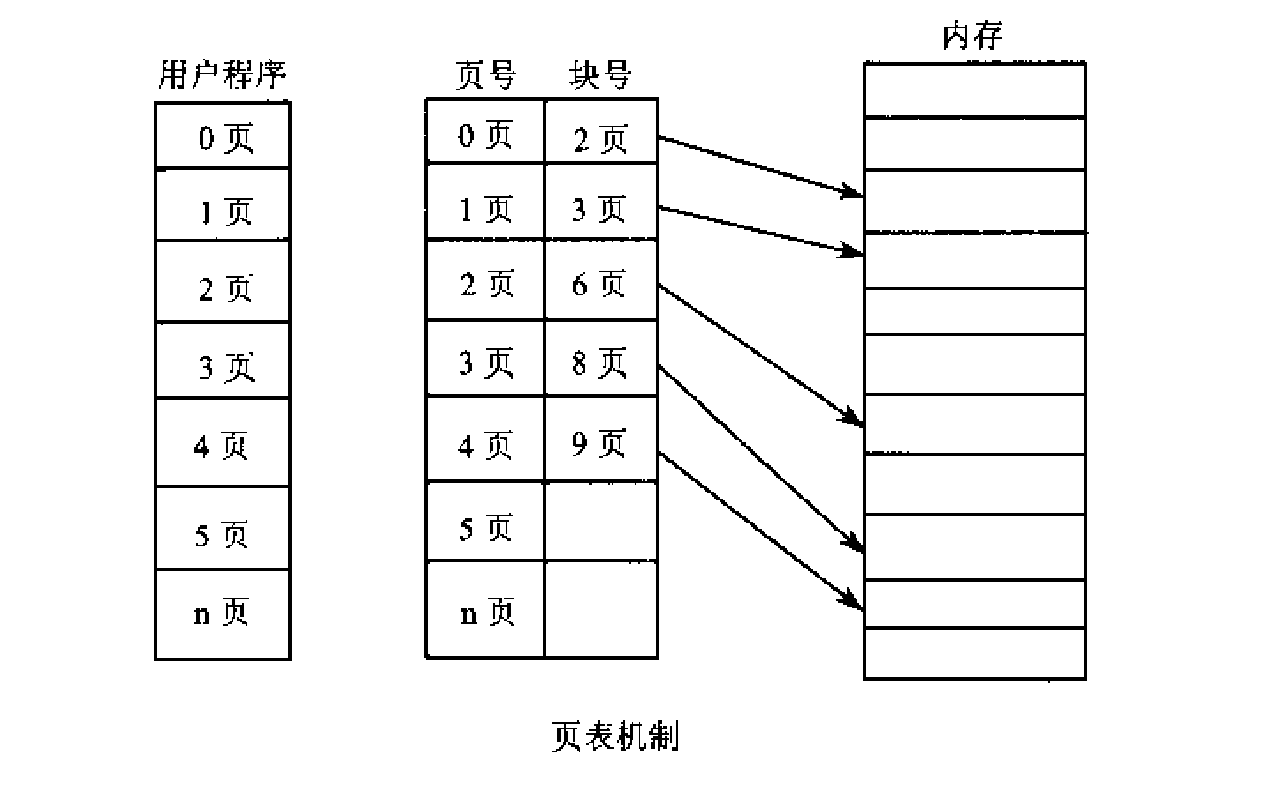 内存
用户程序
页号 块号
0 页 0 页 2 页
1 页 1 页 3 页
2 页 2 页 6 页
3 页 3 页 8 页
4 页 4 页 9 页
5 页 5 页
n 页 n 页
页表机制